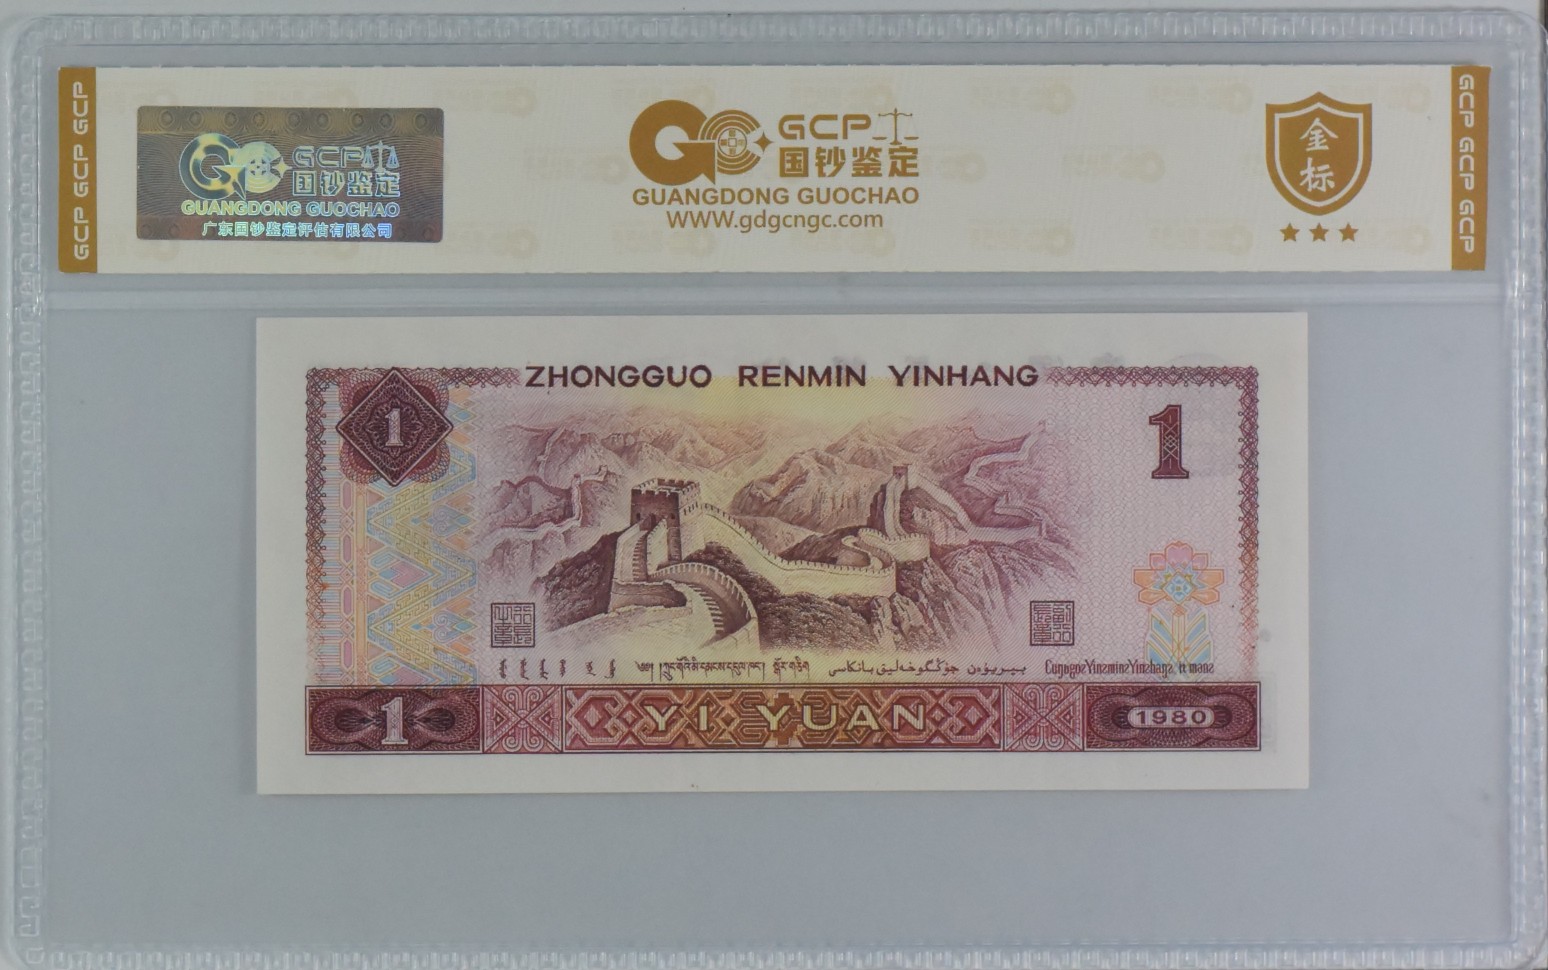 GCP GCP GCP
GCP
国钞鉴定
GUANGDONG GUOCHAO
广东国钞鉴定评估有限公司
GC GCP
国钞鉴定
GUANGDONG GUOCHAO
WWW.gdgcngc.com
金
标
GCP GCP GCP
ZHONGGUO RENMIN YINHANG
1
1
1
YI YUAN
1980